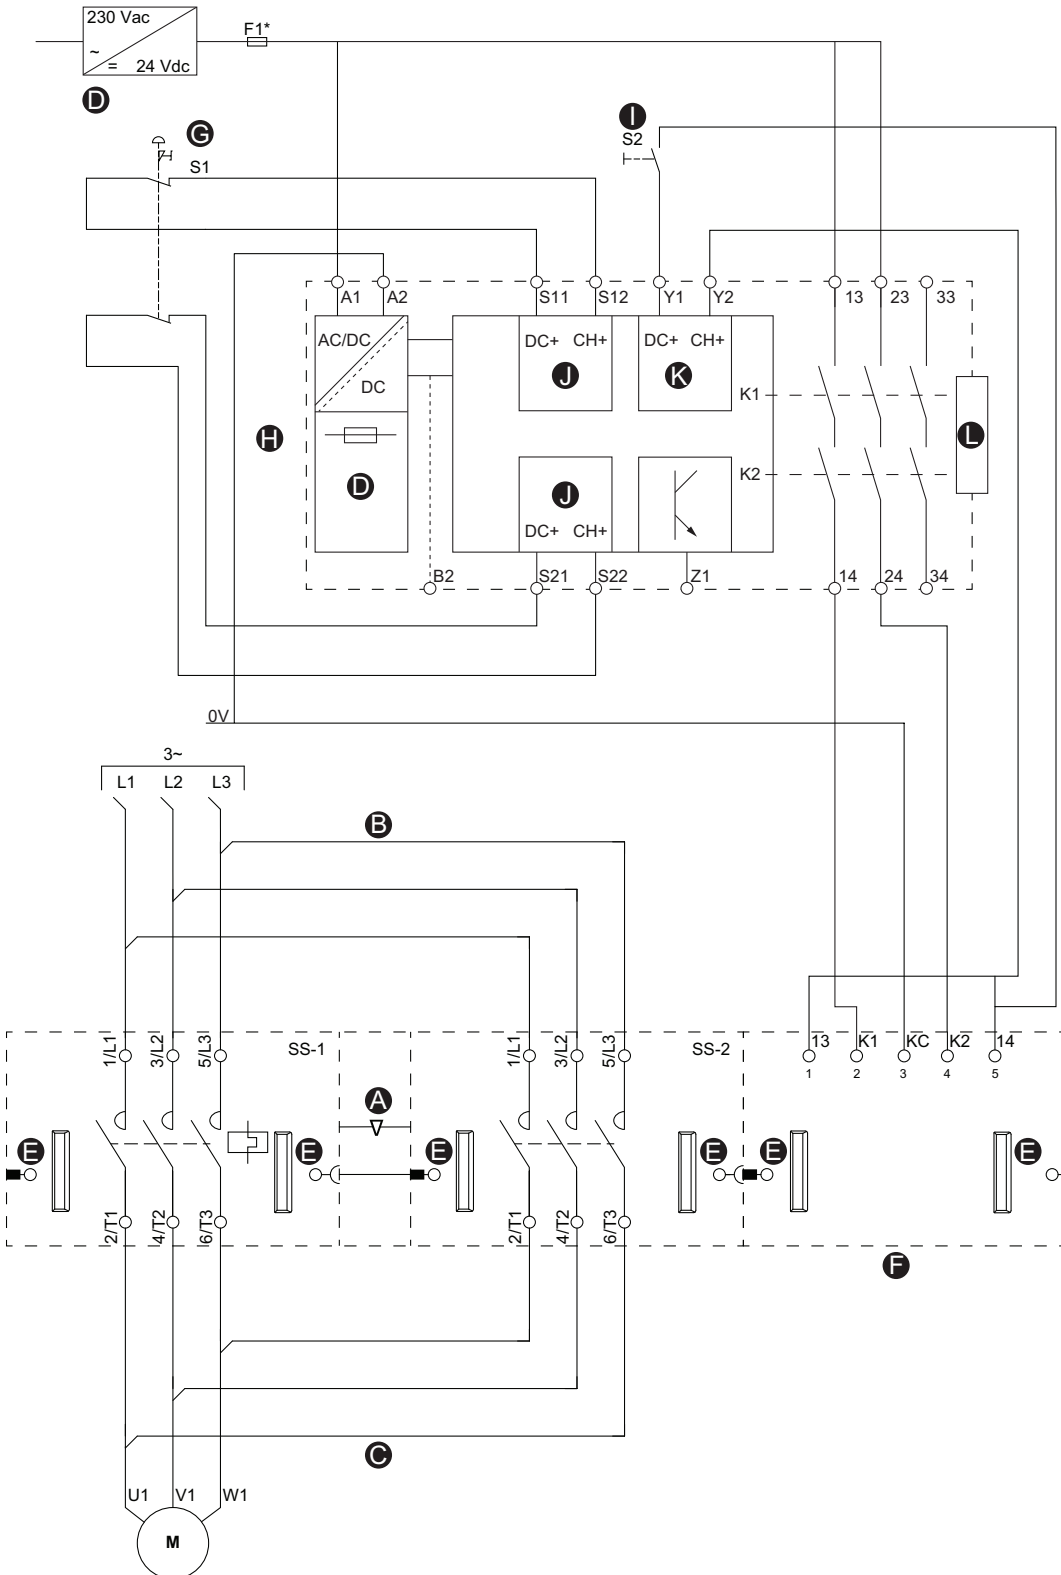 230 Vac
F1*
~
= 24 Vdc
D
I
G
S2
S1
A1 A2 S11 S12 Y1 Y2 13 23 33
AC/DC DC+ CH+ DC+ CH+
J K
DC
K1
H L
K2
D J
DC+ CH+
B2 S21 S22 Z1 14 24 34
0V
3~
L1 L2 L3
B
SS-1 SS-2
1/L1 3/L2 5/L3 1/L1 3/L2 5/L3
13 K1 KC K2 14
1 2 3 4 5
A
E E E E E E
2/T1 4/T2 6/T3 2/T1 4/T2 6/T3
F
C
U1 V1 W1
M